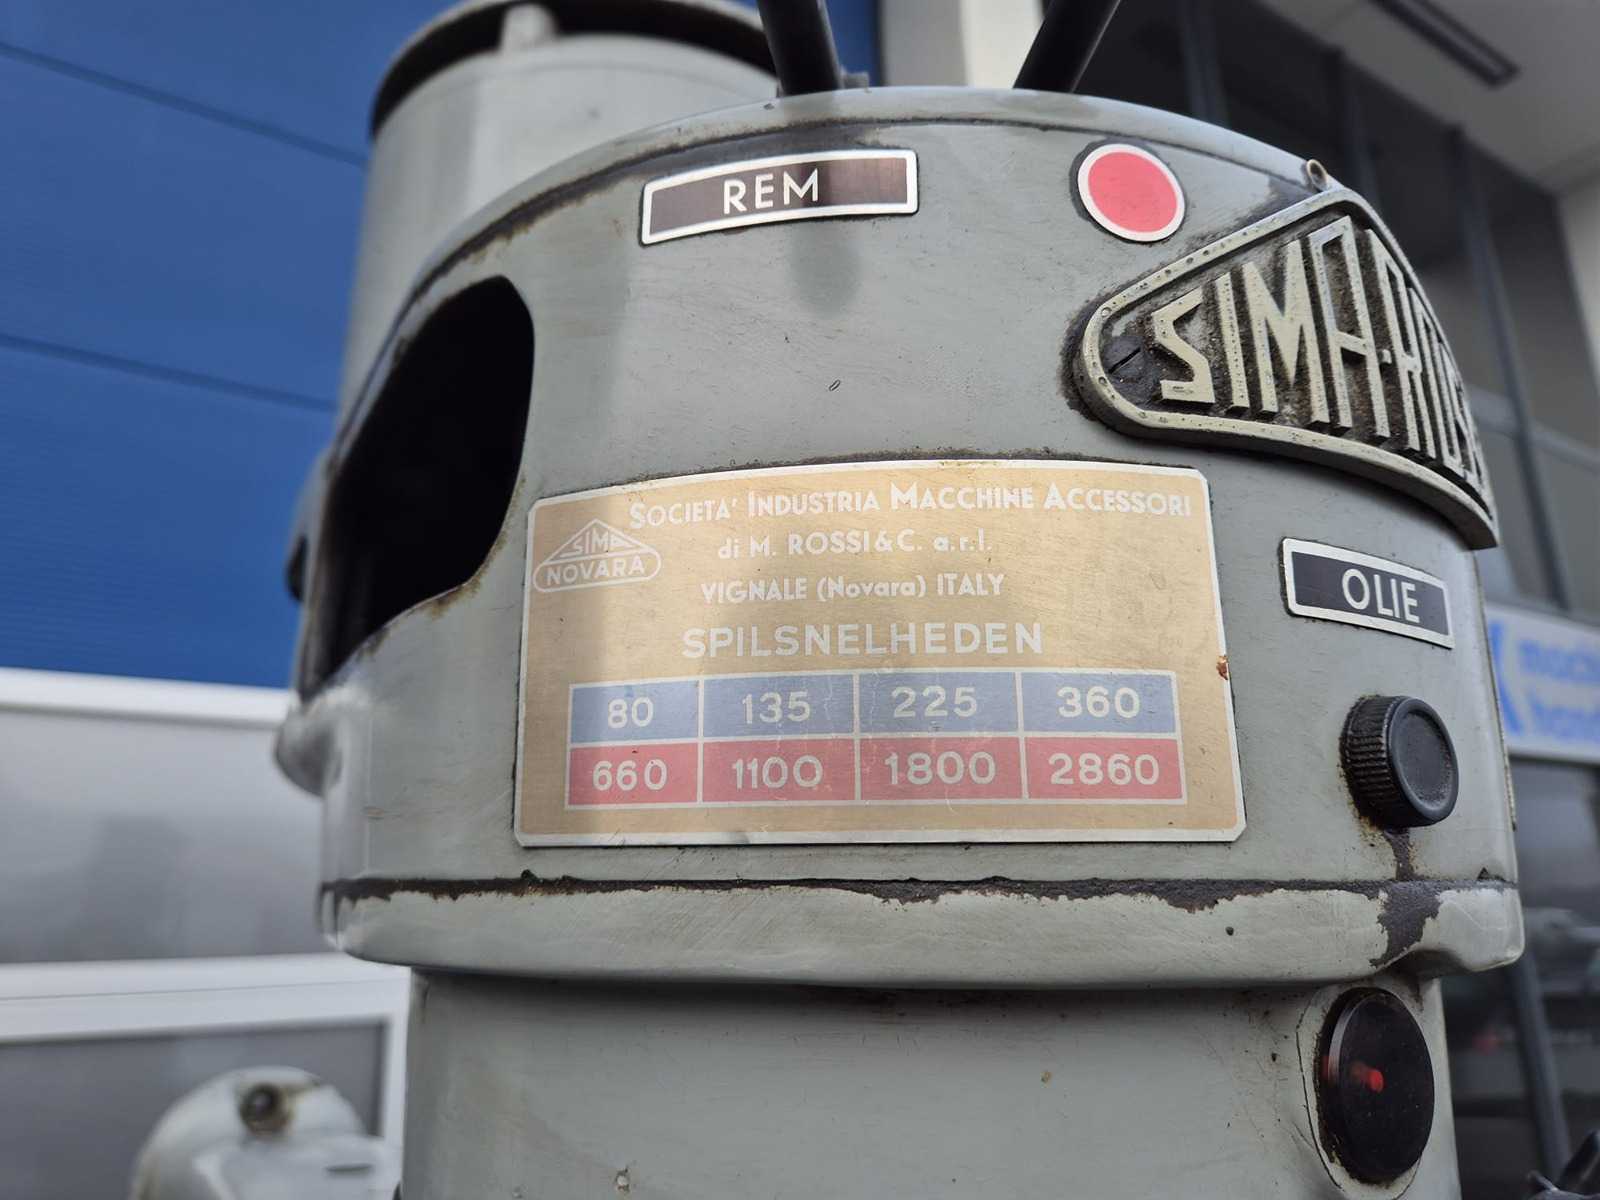 REM
SIMA-ROSSI
SOCIETA' INDUSTRIA MACCHINE ACCESSORI
SIMA
NOVARA
di M. ROSSI & C. a.r.l.
VIGNALE (Novara) ITALY
SPILSNELHEDEN
80 135 225 360
660 1100 1800 2860
OLIE